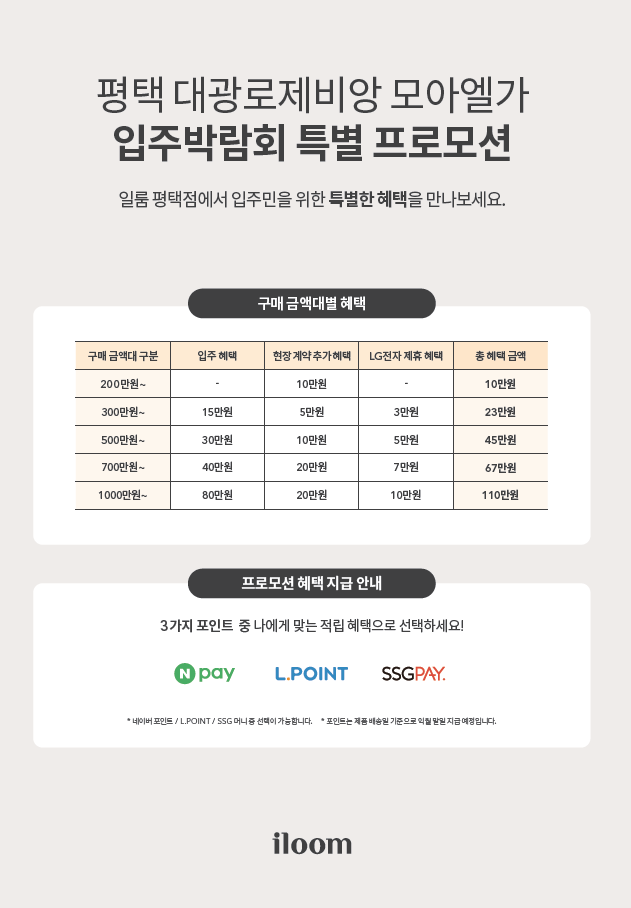 평택 대광로제비앙 모아엘가
입주박람회 특별 프로모션
일룸 평택점에서 입주민을 위한 특별한 혜택을 만나보세요.
구매 금액대별 혜택
구매 금액대 구분 입주 혜택 현장 계약 추가 혜택 LG전자 제휴 혜택 총 혜택 금액
200만원~ - 10만원 - 10만원
300만원~ 15만원 5만원 3만원 23만원
500만원~ 30만원 10만원 5만원 45만원
700만원~ 40만원 20만원 7만원 67만원
1000만원~ 80만원 20만원 10만원 110만원
프로모션 혜택 지급 안내
3가지 포인트 중 나에게 맞는 적립 혜택으로 선택하세요!
N pay L.POINT SSGPAY.
* 네이버 포인트 / L.POINT / SSG 머니 중 선택이 가능합니다. * 포인트는 제품 배송일 기준으로 익월 말일 지급 예정입니다.
iloom